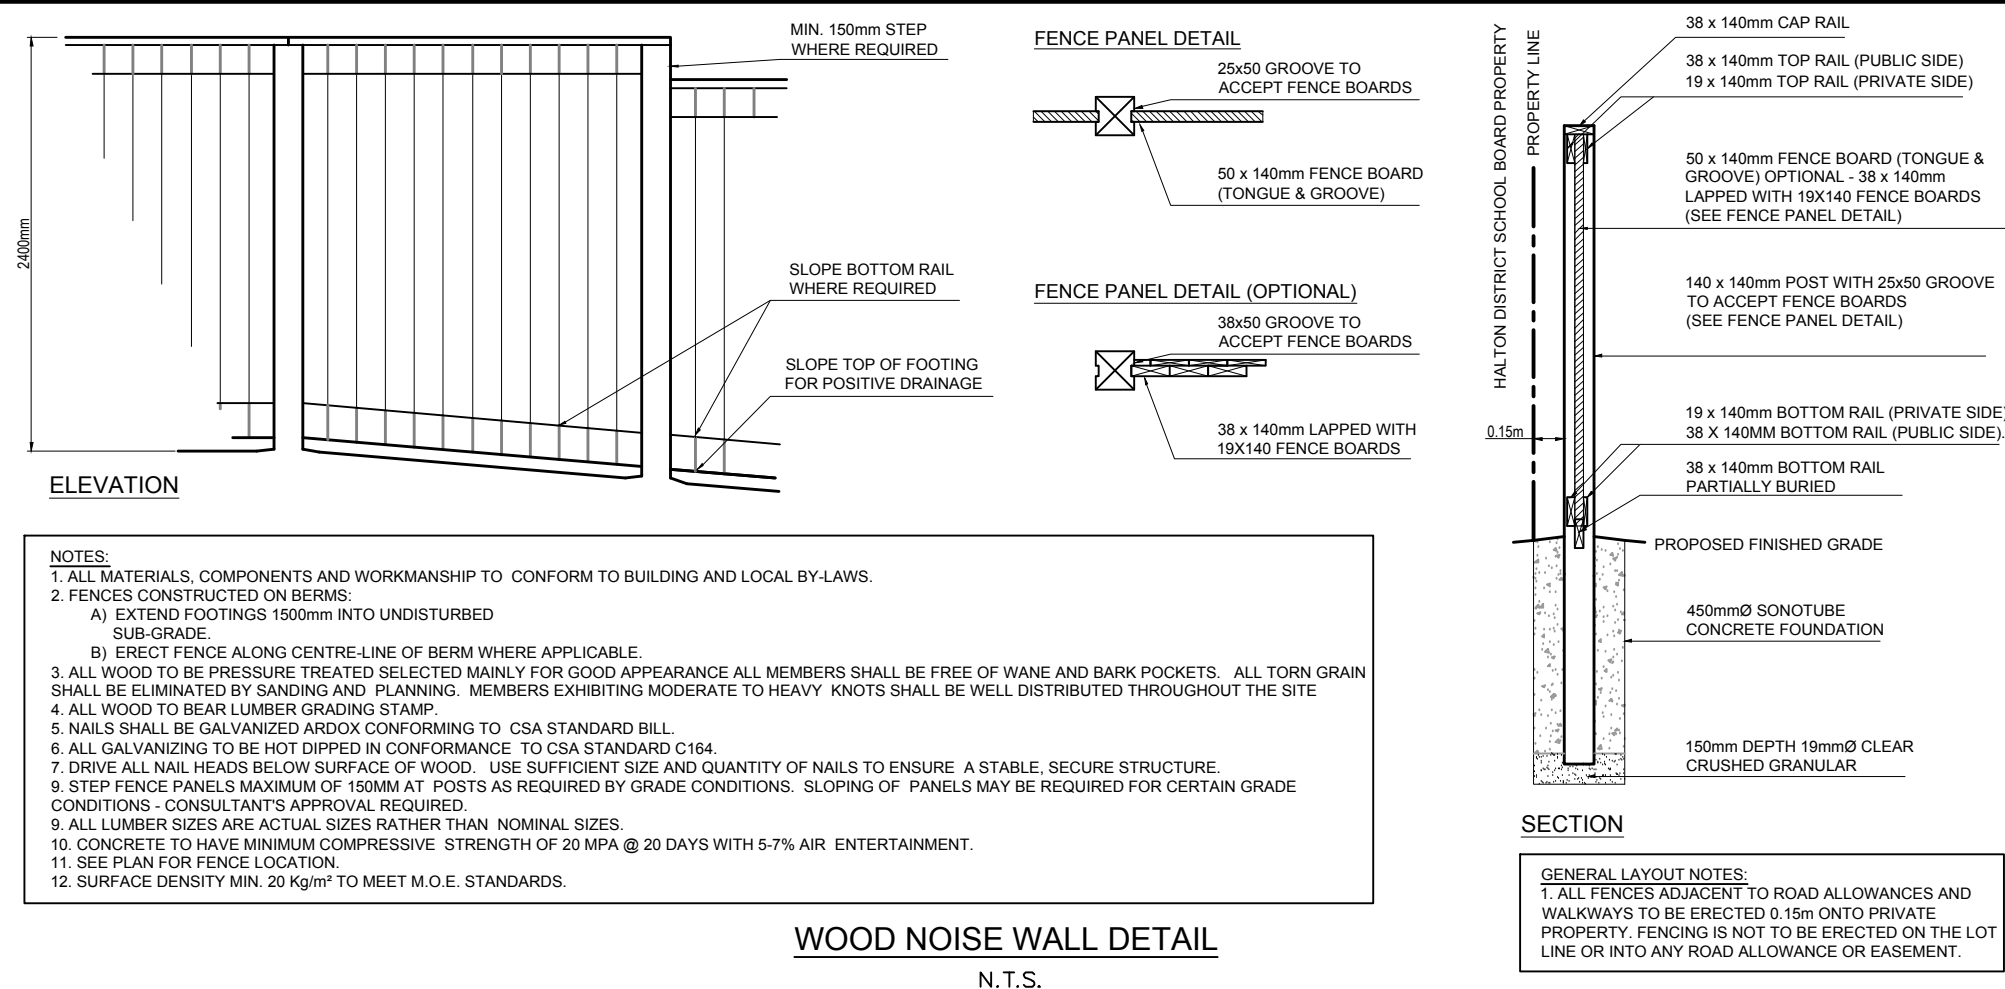 MIN. 150mm STEP
WHERE REQUIRED
2400mm
SLOPE BOTTOM RAIL
WHERE REQUIRED
SLOPE TOP OF FOOTING
FOR POSITIVE DRAINAGE
ELEVATION
FENCE PANEL DETAIL
25x50 GROOVE TO
ACCEPT FENCE BOARDS
50 x 140mm FENCE BOARD
(TONGUE & GROOVE)
FENCE PANEL DETAIL (OPTIONAL)
38x50 GROOVE TO
ACCEPT FENCE BOARDS
38 x 140mm LAPPED WITH
19X140 FENCE BOARDS
HALTON DISTRICT SCHOOL BOARD PROPERTY
PROPERTY LINE
0.15m
38 x 140mm CAP RAIL
38 x 140mm TOP RAIL (PUBLIC SIDE)
19 x 140mm TOP RAIL (PRIVATE SIDE)
50 x 140mm FENCE BOARD (TONGUE &
GROOVE) OPTIONAL - 38 x 140mm
LAPPED WITH 19X140 FENCE BOARDS
(SEE FENCE PANEL DETAIL)
140 x 140mm POST WITH 25x50 GROOVE
TO ACCEPT FENCE BOARDS
(SEE FENCE PANEL DETAIL)
19 x 140mm BOTTOM RAIL (PRIVATE SIDE)
38 X 140MM BOTTOM RAIL (PUBLIC SIDE).
38 x 140mm BOTTOM RAIL
PARTIALLY BURIED
PROPOSED FINISHED GRADE
450mmØ SONOTUBE
CONCRETE FOUNDATION
150mm DEPTH 19mmØ CLEAR
CRUSHED GRANULAR
SECTION
NOTES:
1. ALL MATERIALS, COMPONENTS AND WORKMANSHIP TO CONFORM TO BUILDING AND LOCAL BY-LAWS.
2. FENCES CONSTRUCTED ON BERMS:
A) EXTEND FOOTINGS 1500mm INTO UNDISTURBED
SUB-GRADE.
B) ERECT FENCE ALONG CENTRE-LINE OF BERM WHERE APPLICABLE.
3. ALL WOOD TO BE PRESSURE TREATED SELECTED MAINLY FOR GOOD APPEARANCE ALL MEMBERS SHALL BE FREE OF WANE AND BARK POCKETS. ALL TORN GRAIN
SHALL BE ELIMINATED BY SANDING AND PLANNING. MEMBERS EXHIBITING MODERATE TO HEAVY KNOTS SHALL BE WELL DISTRIBUTED THROUGHOUT THE SITE
4. ALL WOOD TO BEAR LUMBER GRADING STAMP.
5. NAILS SHALL BE GALVANIZED ARDOX CONFORMING TO CSA STANDARD BILL.
6. ALL GALVANIZING TO BE HOT DIPPED IN CONFORMANCE TO CSA STANDARD C164.
7. DRIVE ALL NAIL HEADS BELOW SURFACE OF WOOD. USE SUFFICIENT SIZE AND QUANTITY OF NAILS TO ENSURE A STABLE, SECURE STRUCTURE.
9. STEP FENCE PANELS MAXIMUM OF 150MM AT POSTS AS REQUIRED BY GRADE CONDITIONS. SLOPING OF PANELS MAY BE REQUIRED FOR CERTAIN GRADE
CONDITIONS - CONSULTANT'S APPROVAL REQUIRED.
9. ALL LUMBER SIZES ARE ACTUAL SIZES RATHER THAN NOMINAL SIZES.
10. CONCRETE TO HAVE MINIMUM COMPRESSIVE STRENGTH OF 20 MPA @ 20 DAYS WITH 5-7% AIR ENTERTAINMENT.
11. SEE PLAN FOR FENCE LOCATION.
12. SURFACE DENSITY MIN. 20 Kg/m² TO MEET M.O.E. STANDARDS.
GENERAL LAYOUT NOTES:
1. ALL FENCES ADJACENT TO ROAD ALLOWANCES AND
WALKWAYS TO BE ERECTED 0.15m ONTO PRIVATE
PROPERTY. FENCING IS NOT TO BE ERECTED ON THE LOT
LINE OR INTO ANY ROAD ALLOWANCE OR EASEMENT.
WOOD NOISE WALL DETAIL
N.T.S.